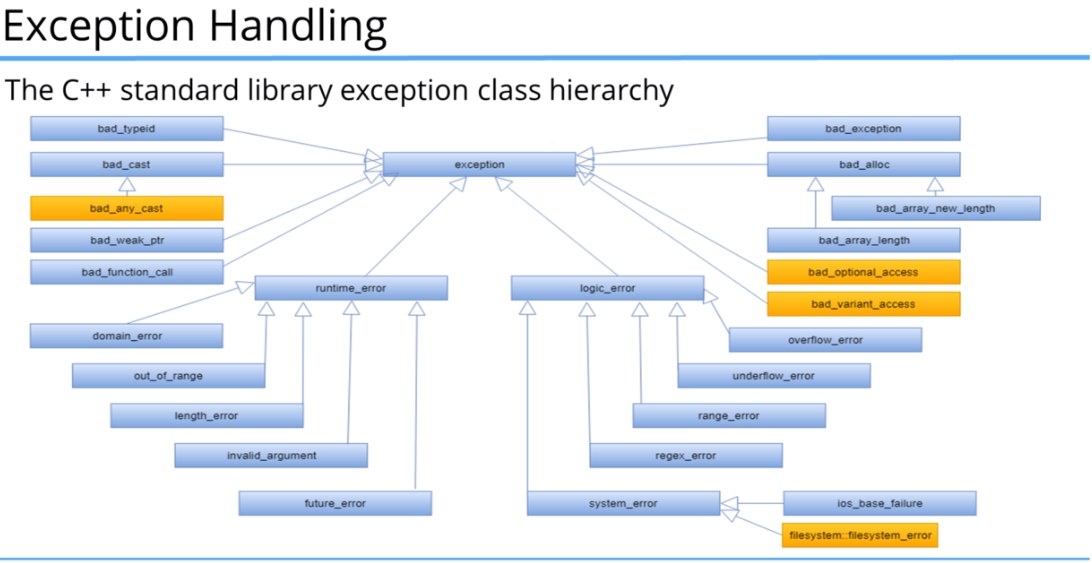 Exception Handling
The C++ standard library exception class hierarchy
bad_typeid
bad_exception
bad_cast
exception
bad_alloc
bad_any_cast
bad_array_new_length
bad_weak_ptr
bad_array_length
bad_function_call
bad_optional_access
runtime_error
logic_error
bad_variant_access
domain_error
overflow_error
out_of_range
underflow_error
length_error
range_error
invalid_argument
regex_error
future_error
system_error
ios_base_failure
filesystem::filesystem_error